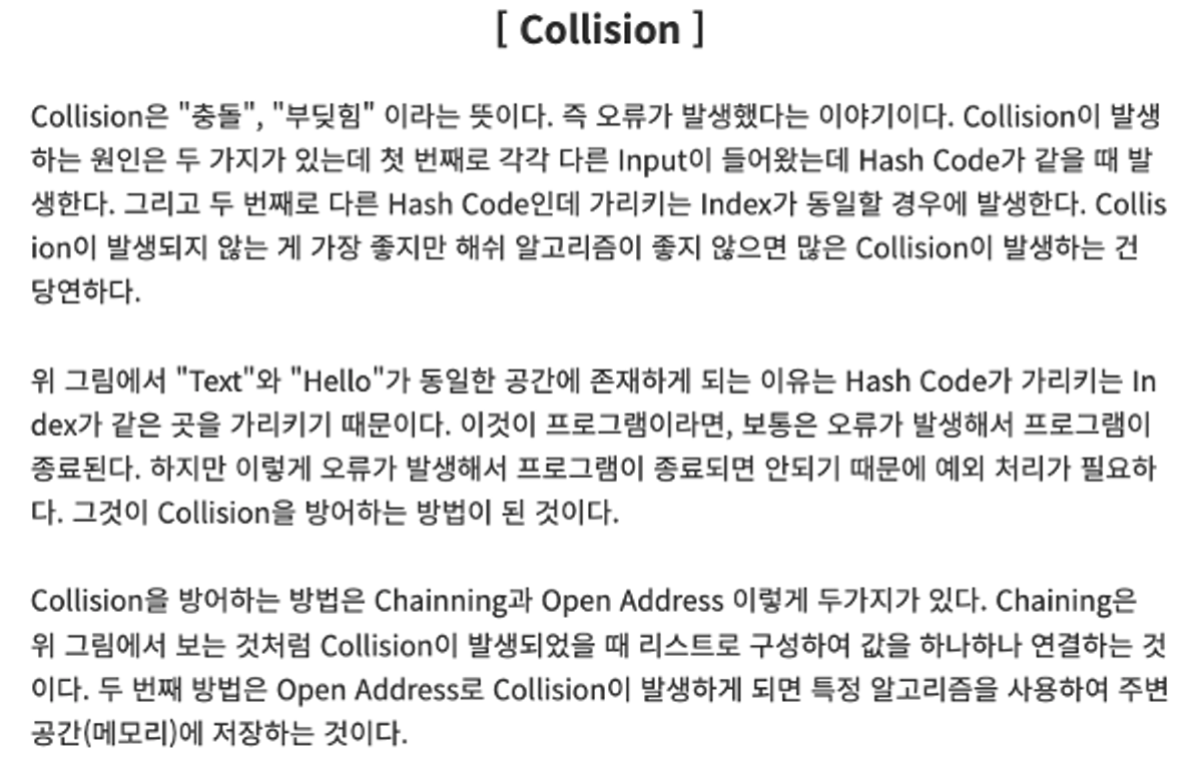 [ Collision ]
Collision은 "충돌", "부딪힘" 이라는 뜻이다. 즉 오류가 발생했다는 이야기이다. Collision이 발생
하는 원인은 두 가지가 있는데 첫 번째로 각각 다른 Input이 들어왔는데 Hash Code가 같을 때 발
생한다. 그리고 두 번째로 다른 Hash Code인데 가리키는 Index가 동일할 경우에 발생한다. Collis
ion이 발생되지 않는 게 가장 좋지만 해쉬 알고리즘이 좋지 않으면 많은 Collision이 발생하는 건
당연하다.
위 그림에서 "Text"와 "Hello"가 동일한 공간에 존재하게 되는 이유는 Hash Code가 가리키는 In
dex가 같은 곳을 가리키기 때문이다. 이것이 프로그램이라면, 보통은 오류가 발생해서 프로그램이
종료된다. 하지만 이렇게 오류가 발생해서 프로그램이 종료되면 안되기 때문에 예외 처리가 필요하
다. 그것이 Collision을 방어하는 방법이 된 것이다.
Collision을 방어하는 방법은 Chainning과 Open Address 이렇게 두가지가 있다. Chaining은
위 그림에서 보는 것처럼 Collision이 발생되었을 때 리스트로 구성하여 값을 하나하나 연결하는 것
이다. 두 번째 방법은 Open Address로 Collision이 발생하게 되면 특정 알고리즘을 사용하여 주변
공간(메모리)에 저장하는 것이다.